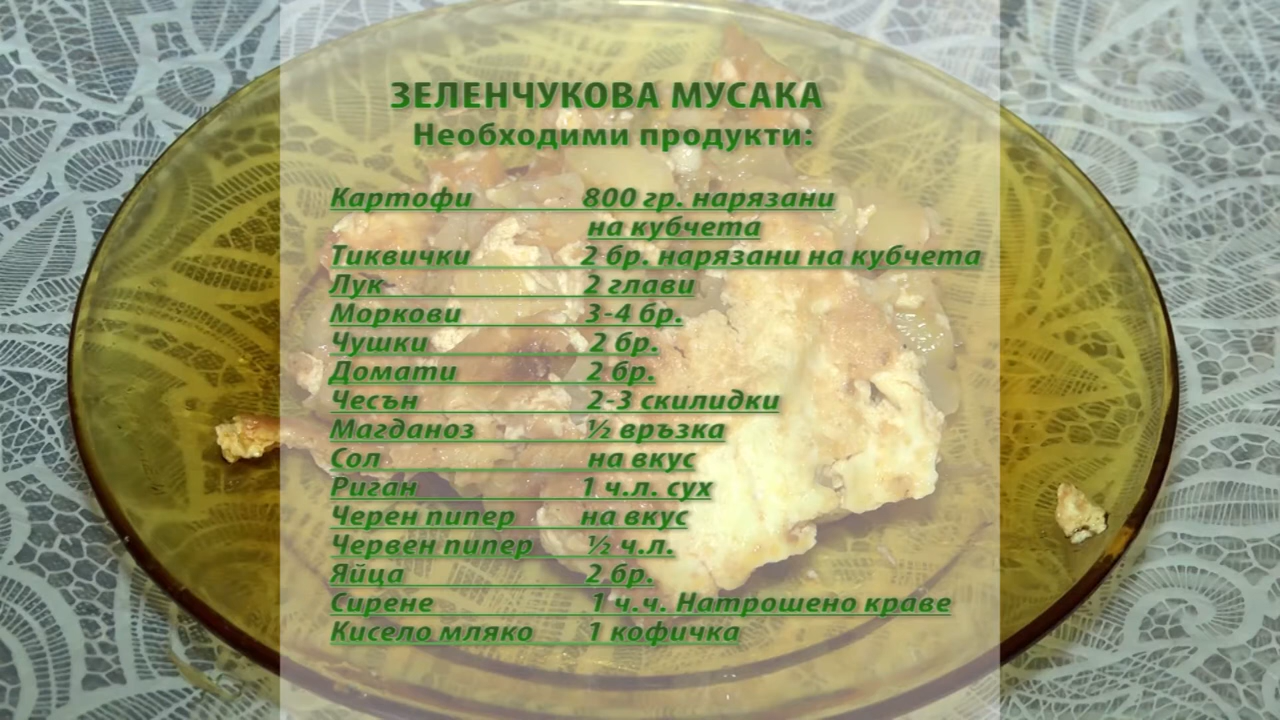 ЗЕЛЕНЧУКОВА МУСАКА
Необходими продукти:
Картофи 800 гр. нарязани
на кубчета
Тиквички 2 бр. нарязани на кубчета
Лук 2 глави
Моркови 3-4 бр.
Чушки 2 бр.
Домати 2 бр.
Чесън 2-3 скилидки
Магданоз ½ връзка
Сол на вкус
Риган 1 ч.л. сух
Черен пипер на вкус
Червен пипер ½ ч.л.
Яйца 2 бр.
Сирене 1 ч.ч. Натрошено краве
Кисело мляко 1 кофичка